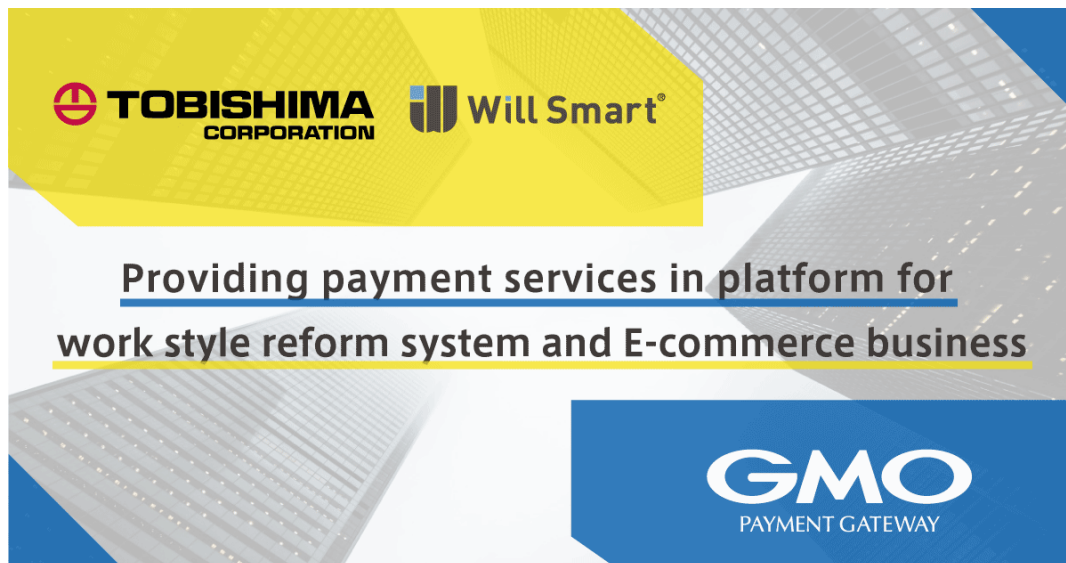 TOBISHIMA
CORPORATION
Will Smart®
Providing payment services in platform for
work style reform system and E-commerce business
GMO
PAYMENT GATEWAY